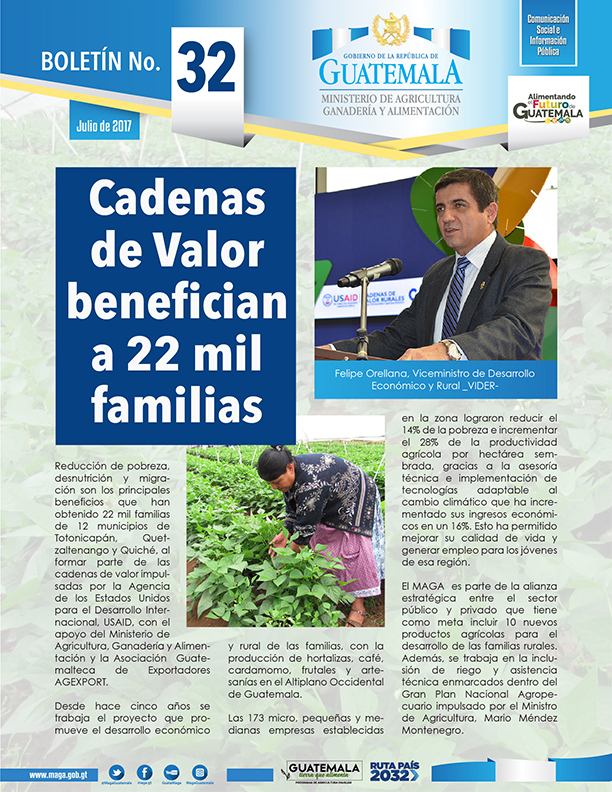 BOLETÍN No.
32
Julio de 2017
GOBIERNO DE LA REPÚBLICA DE
GUATEMALA
MINISTERIO DE AGRICULTURA
GANADERÍA Y ALIMENTACIÓN
Comunicación
Social e
Información
Pública
Alimentando
el Futuro de
GUATEMALA
Cadenas
de Valor
benefician
a 22 mil
familias
USAID
CADENAS DE
VALOR RURALES
Felipe Orellana, Viceministro de Desarrollo
Económico y Rural _VIDER-
Reducción de pobreza,
desnutrición y migra-
ción son los principales
beneficios que han
obtenido 22 mil familias
de 12 municipios de
Totonicapán, Quet-
zaltenango y Quiché, al
formar parte de las
cadenas de valor impul-
sadas por la Agencia
de los Estados Unidos
para el Desarrollo Inter-
nacional, USAID, con el
apoyo del Ministerio de
Agricultura, Ganadería y Alimen-
tación y la Asociación Guate-
malteca de Exportadores
AGEXPORT.
Desde hace cinco años se
trabaja el proyecto que pro-
mueve el desarrollo económico
y rural de las familias, con la
producción de hortalizas, café,
cardamomo, frutales y arte-
sanías en el Altiplano Occidental
de Guatemala.
Las 173 micro, pequeñas y me-
dianas empresas establecidas
en la zona lograron reducir el
14% de la pobreza e incrementar
el 28% de la productividad
agrícola por hectárea sem-
brada, gracias a la asesoría
técnica e implementación de
tecnologías adaptable al
cambio climático que ha incre-
mentado sus ingresos económi-
cos en un 16%. Esto ha permitido
mejorar su calidad de vida y
generar empleo para los jóvenes
de esa región.
El MAGA es parte de la alianza
estratégica entre el sector
público y privado que tiene
como meta incluir 10 nuevos
productos agrícolas para el
desarrollo de las familias rurales.
Además, se trabaja en la inclu-
sión de riego y asistencia
técnica enmarcados dentro del
Gran Plan Nacional Agrope-
cuario impulsado por el Ministro
de Agricultura, Mario Méndez
Montenegro.
www.maga.gob.gt
GUATEMALA
tierra que alimenta
RUTA PAÍS
2032